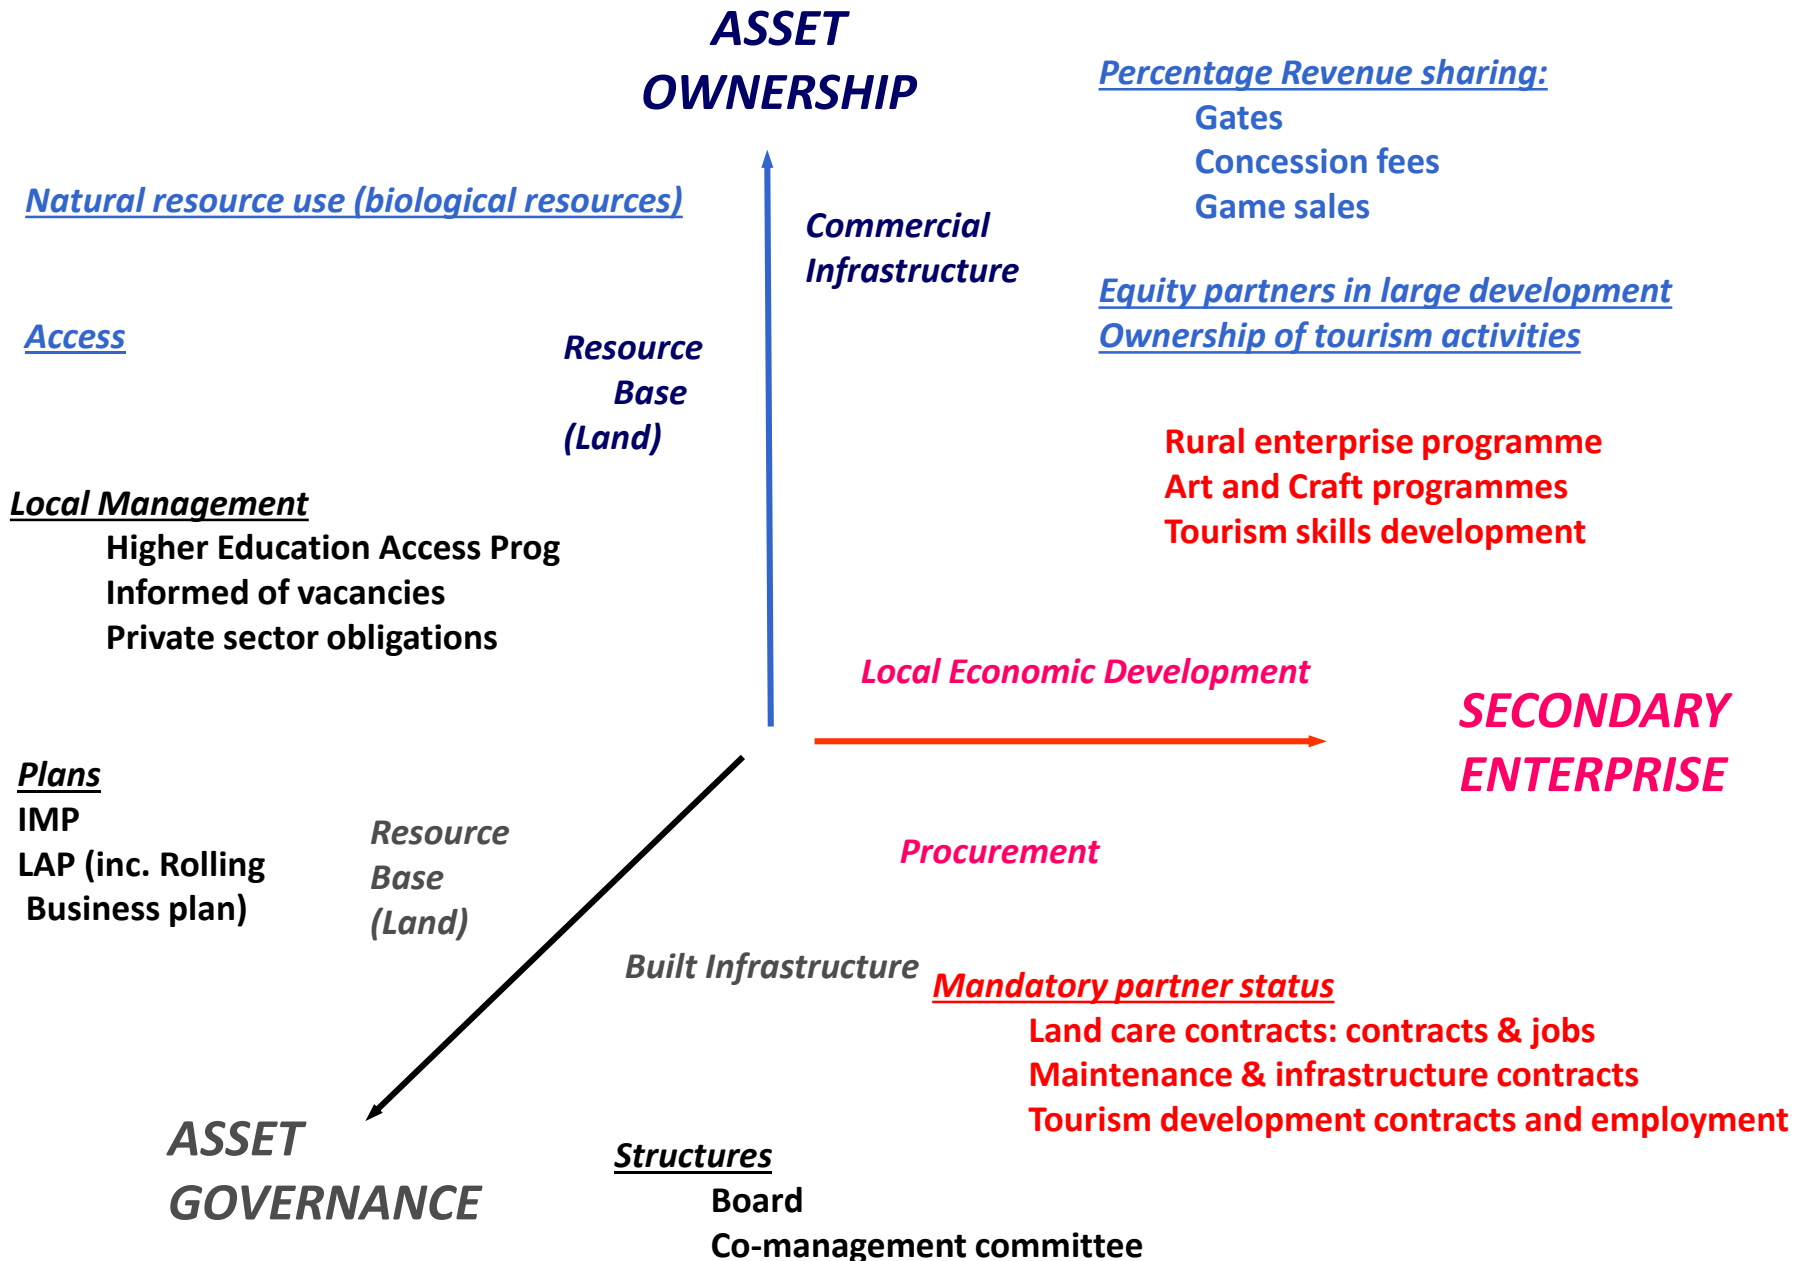 ASSET
OWNERSHIP
Percentage Revenue sharing:
Gates
Concession fees
Game sales
Natural resource use (biological resources)
Commercial
Infrastructure
Equity partners in large development
Ownership of tourism activities
Access
Resource
Base
(Land)
Rural enterprise programme
Art and Craft programmes
Tourism skills development
Local Management
Higher Education Access Prog
Informed of vacancies
Private sector obligations
Local Economic Development
SECONDARY
ENTERPRISE
Plans
IMP
LAP (inc. Rolling
Business plan)
Resource
Base
(Land)
Procurement
Built Infrastructure
Mandatory partner status
Land care contracts: contracts & jobs
Maintenance & infrastructure contracts
Tourism development contracts and employment
ASSET
GOVERNANCE
Structures
Board
Co-management committee